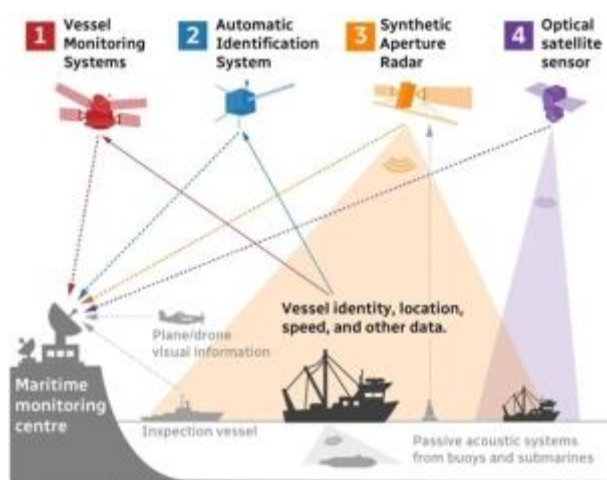 1 Vessel
Monitoring
Systems
2 Automatic
Identification
System
3 Synthetic
Aperture
Radar
4 Optical
satellite
sensor
Vessel identity, location,
speed, and other data.
Plane/drone
visual information
Maritime
monitoring
centre
Inspection vessel
Passive acoustic systems
from buoys and submarines